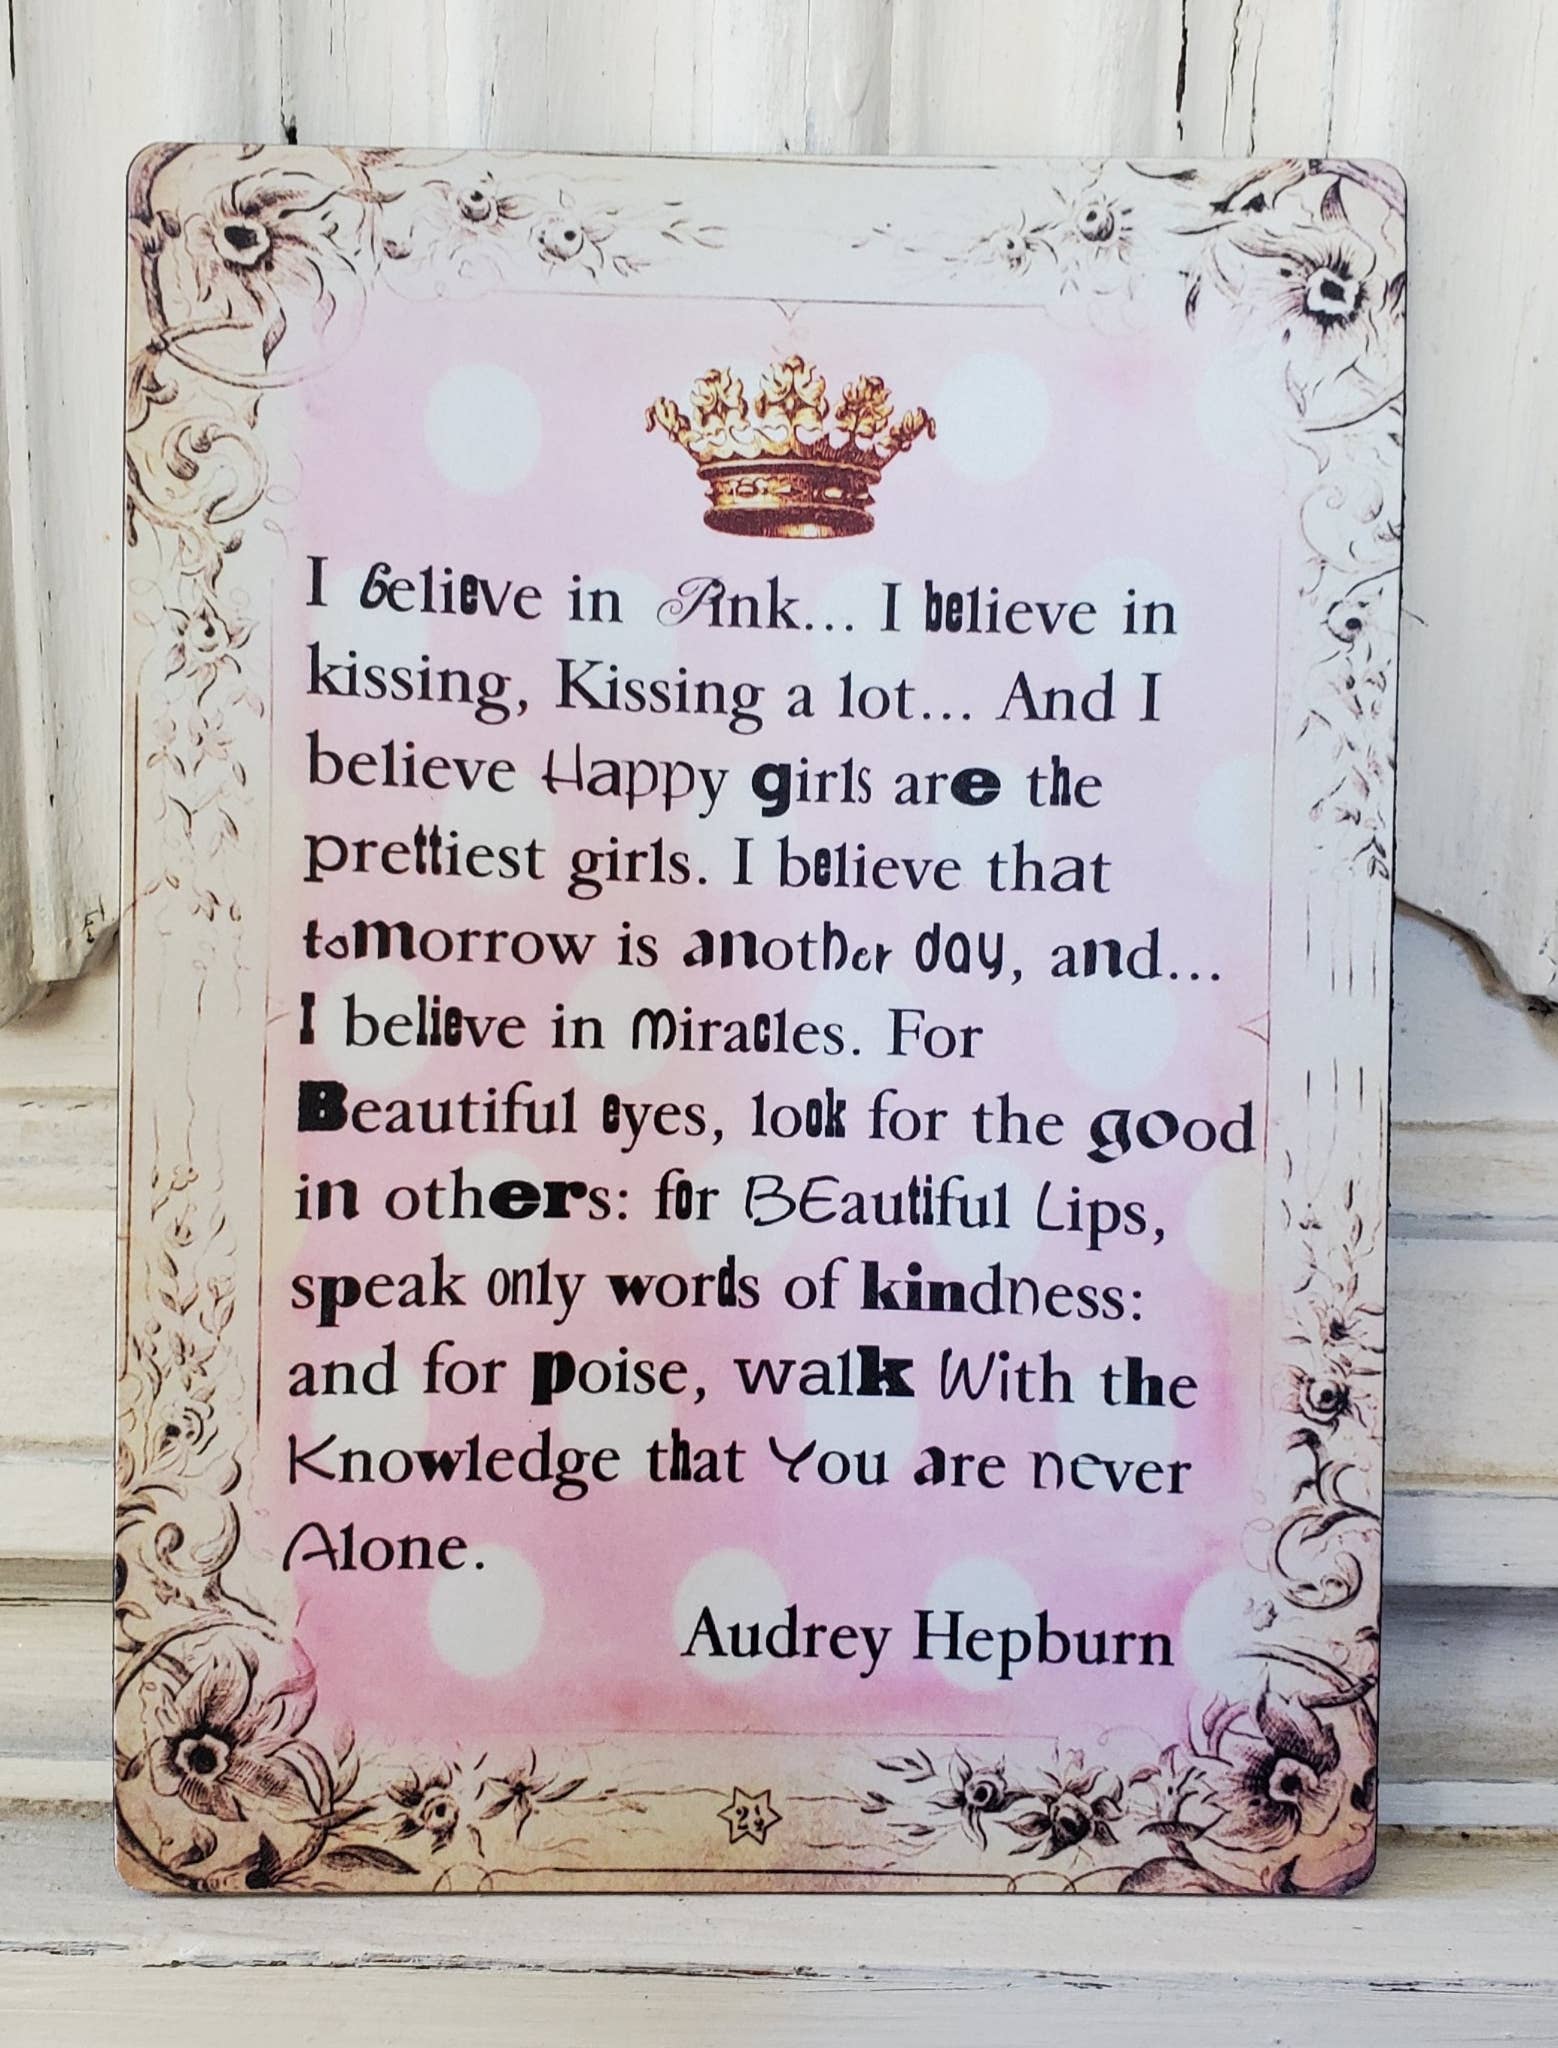 I believe in Pink... I believe in
kissing, Kissing a lot... And I
believe Happy girls are the
prettiest girls. I believe that
tomorrow is another day, and...
I believe in miracles. For
Beautiful eyes, look for the good
in others: for BEautiful Lips,
speak only words of kindness:
and for poise, walk With the
Knowledge that You are never
Alone.
Audrey Hepburn